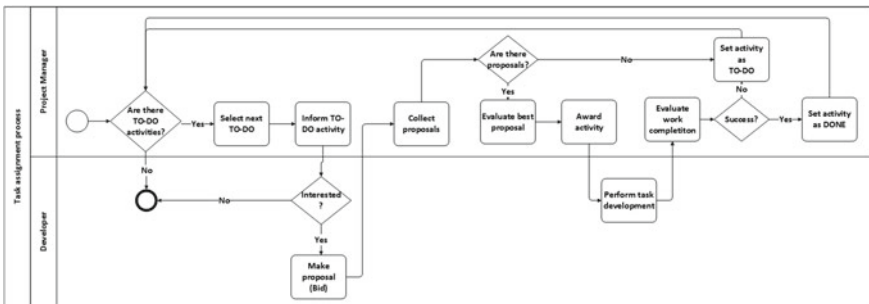 Task assignment process
Project Manager
Developer
Are there
TO-DO
activities?
Yes
Select next
TO-DO
Inform TO-
DO activity
Collect
proposals
Are there
proposals?
No
Yes
Evaluate best
proposal
Award
activity
Set activity
as
TO-DO
No
Evaluate
work
completiton
Success?
Yes
Set activity
as DONE
No
No
Interested
?
Yes
Make
proposal
(Bid)
Perform task
development